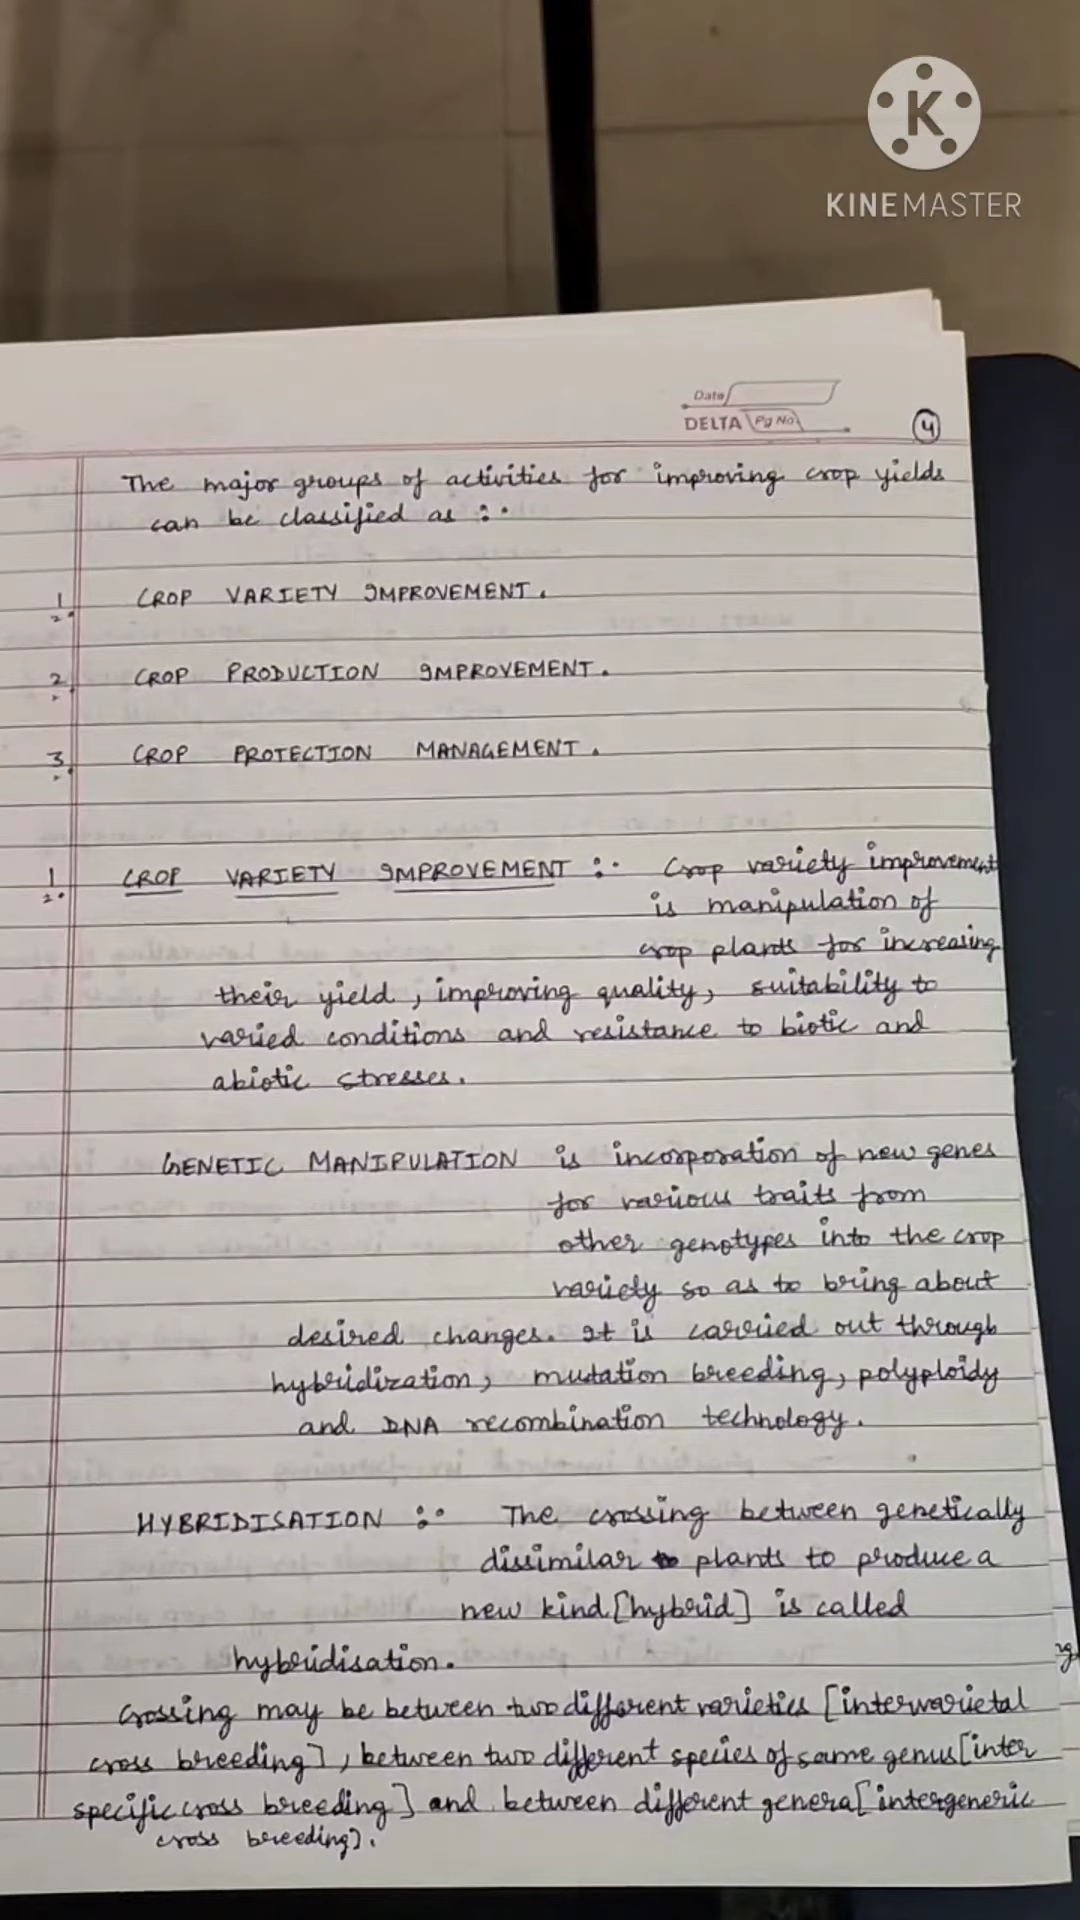 K
KINEMASTER
Date
DELTA Pg No
4
The major groups of activities for improving crop yields
can be classified as :.
1. CROP VARIETY IMPROVEMENT.
2. CROP PRODUCTION IMPROVEMENT.
3. CROP PROTECTION MANAGEMENT.
1. CROP VARIETY IMPROVEMENT :. Crop variety improvement
is manipulation of
crop plants for increasing
their yield, improving quality, suitability to
varied conditions and resistance to biotic and
abiotic stresses.
GENETIC MANIPULATION is incorporation of new genes
for various traits from
other genotypes into the crop
variety so as to bring about
desired changes. It is carried out through
hybridization, mutation breeding, polyploidy
and DNA recombination technology.
HYBRIDISATION :. The crossing between genetically
dissimilar plants to produce a
new kind [hybrid] is called
hybridisation.
Crossing may be between two different varieties [intervarietal
cross breeding], between two different species of same genus [inter
specific cross breeding] and between different genera [intergeneric
cross breeding].